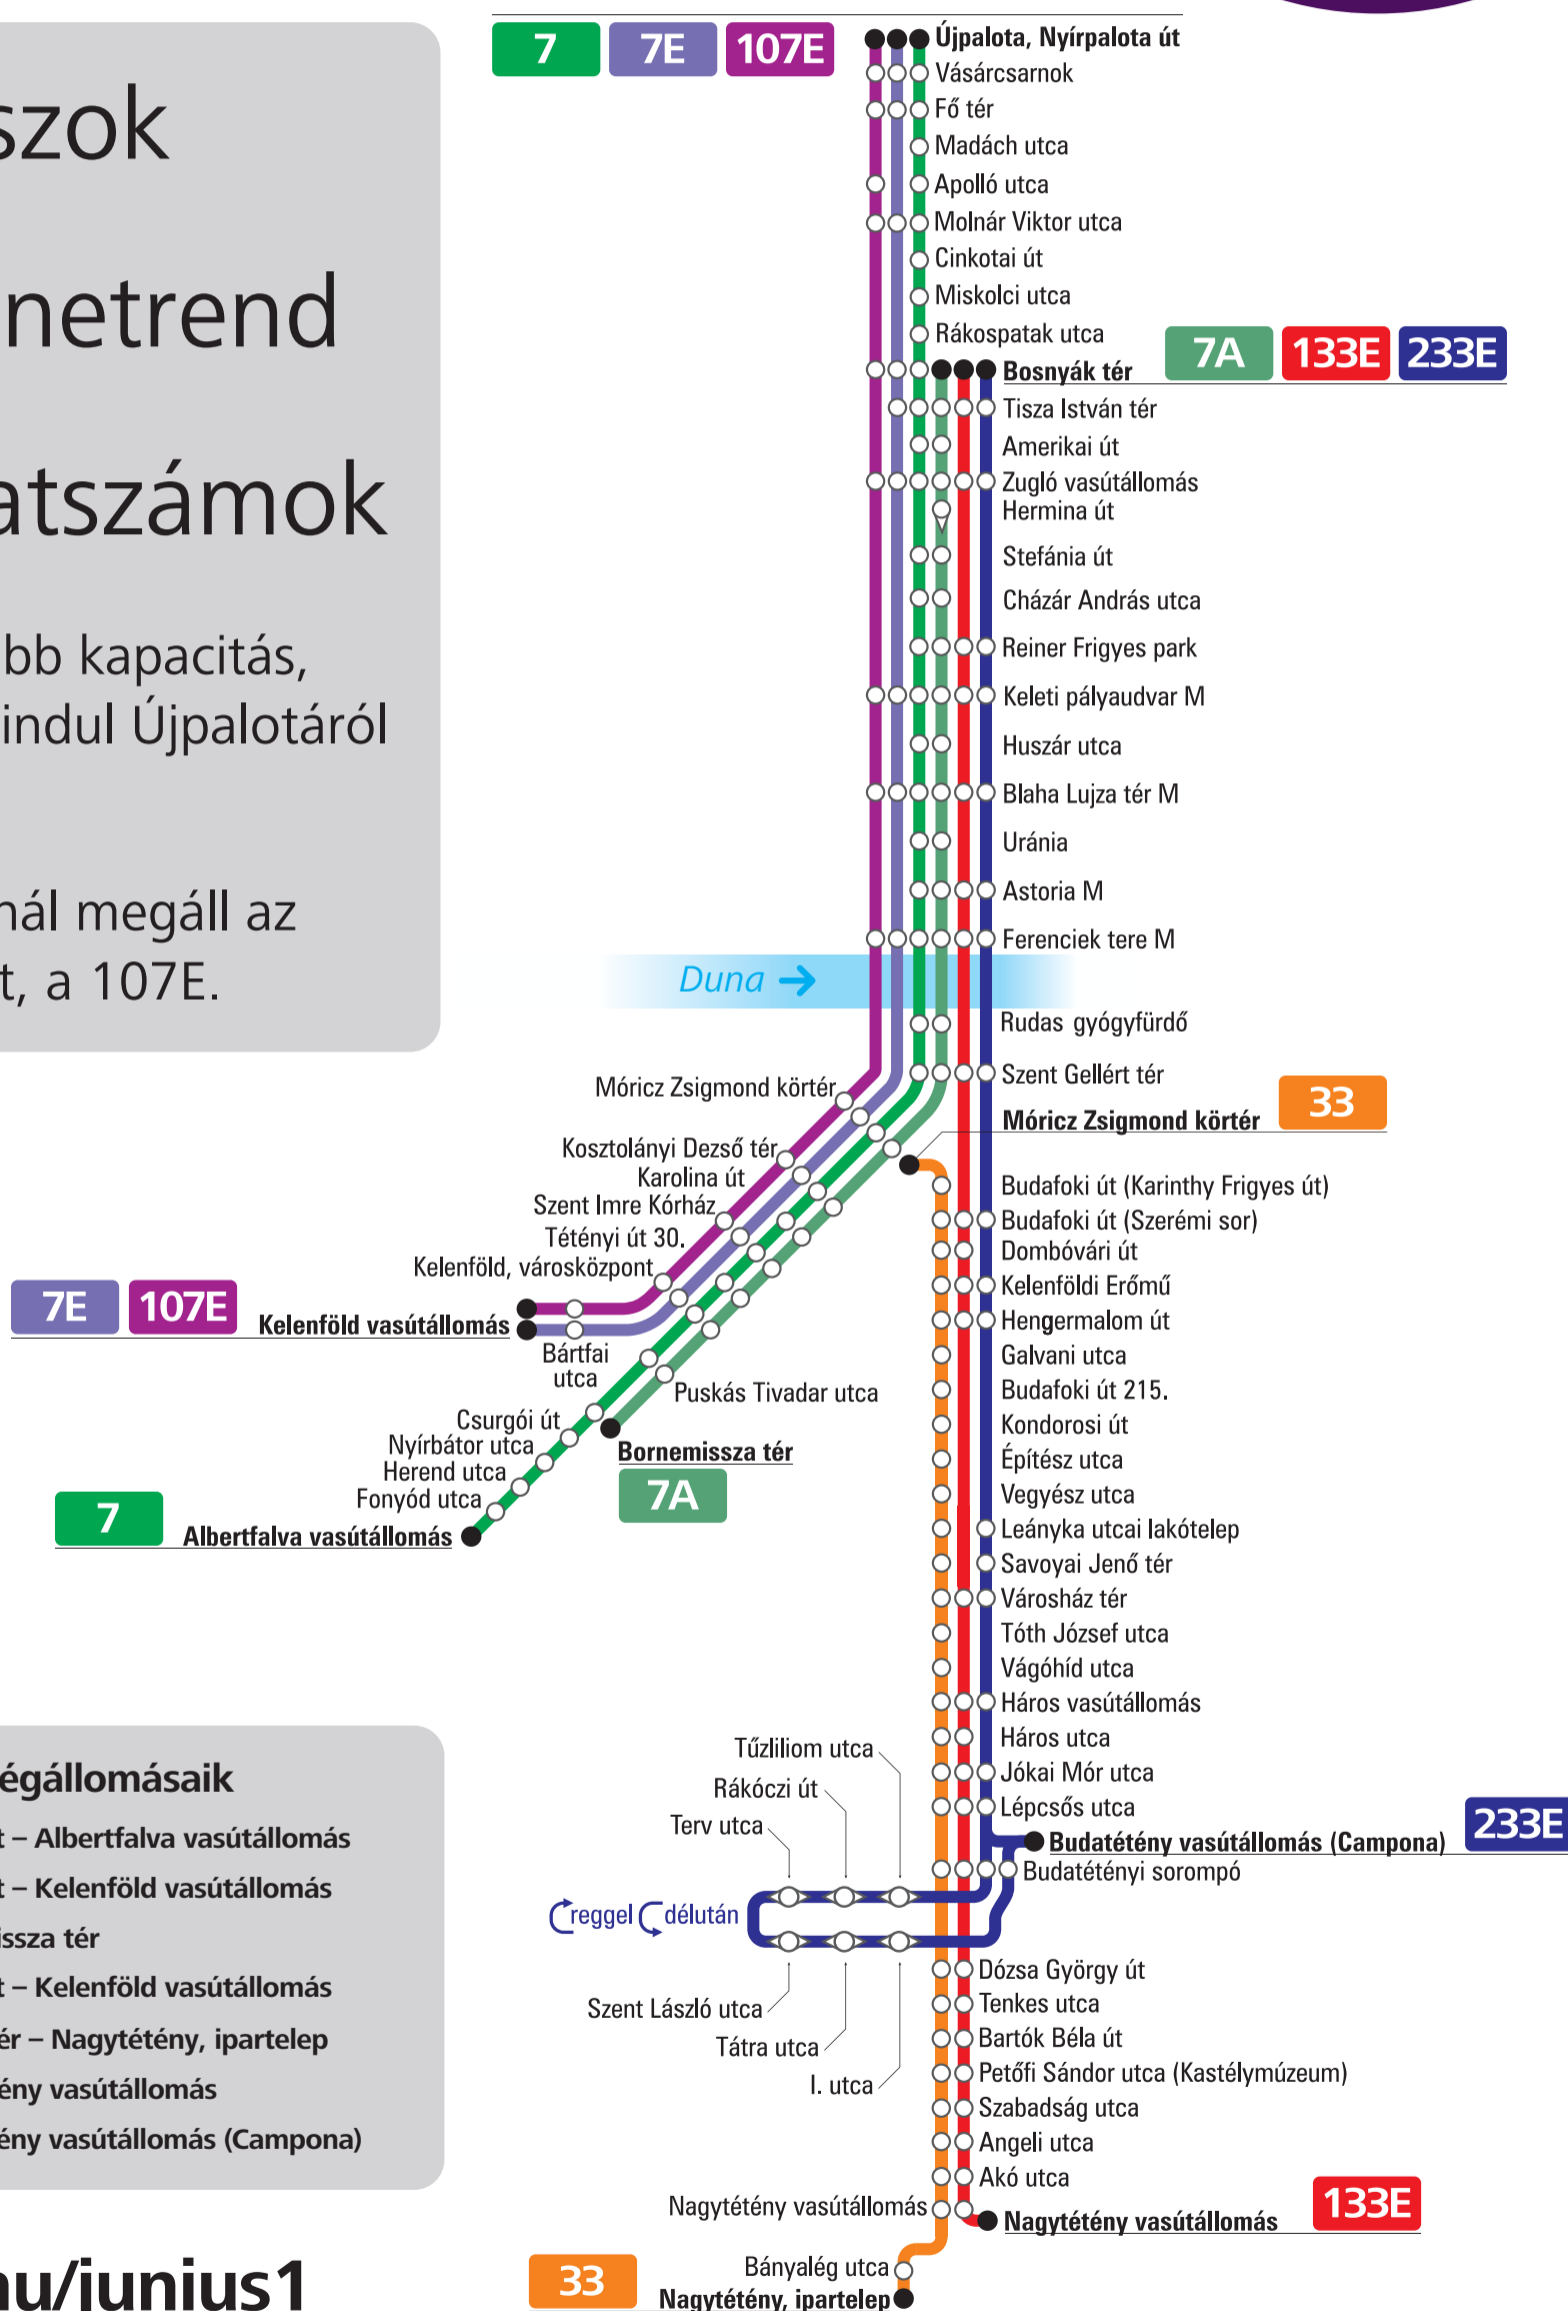 szok
netrend
atszámok
bb kapacitás,
indul Újpalotáról
nál megáll az
t, a 107E.
7 7E 107E
Újpalota, Nyírpalota út
Vásárcsarnok
Fő tér
Madách utca
Apolló utca
Molnár Viktor utca
Cinkotai út
Miskolci utca
Rákospatak utca
Bosnyák tér 7A 133E 233E
Tisza István tér
Amerikai út
Zugló vasútállomás
Hermina út
Stefánia út
Cházár András utca
Reiner Frigyes park
Keleti pályaudvar M
Huszár utca
Blaha Lujza tér M
Uránia
Astoria M
Ferenciek tere M
Duna →
Rudas gyógyfürdő
Szent Gellért tér
Móricz Zsigmond körtér
Kosztolányi Dezső tér
Karolina út
Szent Imre Kórház
Tétényi út 30.
Kelenföld, városközpont
7E 107E Kelenföld vasútállomás
Bártfai
utca
Puskás Tivadar utca
Csurgói út
Nyírbátor utca
Herend utca
Fonyód utca
Bornemissza tér
7A
7 Albertfalva vasútállomás
Móricz Zsigmond körtér 33
Budafoki út (Karinthy Frigyes út)
Budafoki út (Szerémi sor)
Dombóvári út
Kelenföldi Erőmű
Hengermalom út
Galvani utca
Budafoki út 215.
Kondorosi út
Építész utca
Vegyész utca
Leányka utcai lakótelep
Savoyai Jenő tér
Városház tér
Tóth József utca
Vágóhíd utca
Háros vasútállomás
Háros utca
Jókai Mór utca
Lépcsős utca
Budatétény vasútállomás (Campona) 233E
Budatétényi sorompó
Tűzliliom utca
Rákóczi út
Terv utca
reggel délután
Szent László utca
Tátra utca
I. utca
Dózsa György út
Tenkes utca
Bartók Béla út
Petőfi Sándor utca (Kastélymúzeum)
Szabadság utca
Angeli utca
Akó utca
Nagytétény vasútállomás
Nagytétény vasútállomás 133E
Bányalég utca
33 Nagytétény, ipartelep
égállomásaik
t – Albertfalva vasútállomás
t – Kelenföld vasútállomás
issza tér
t – Kelenföld vasútállomás
ér – Nagytétény, ipartelep
ény vasútállomás
ény vasútállomás (Campona)
hu/junius1